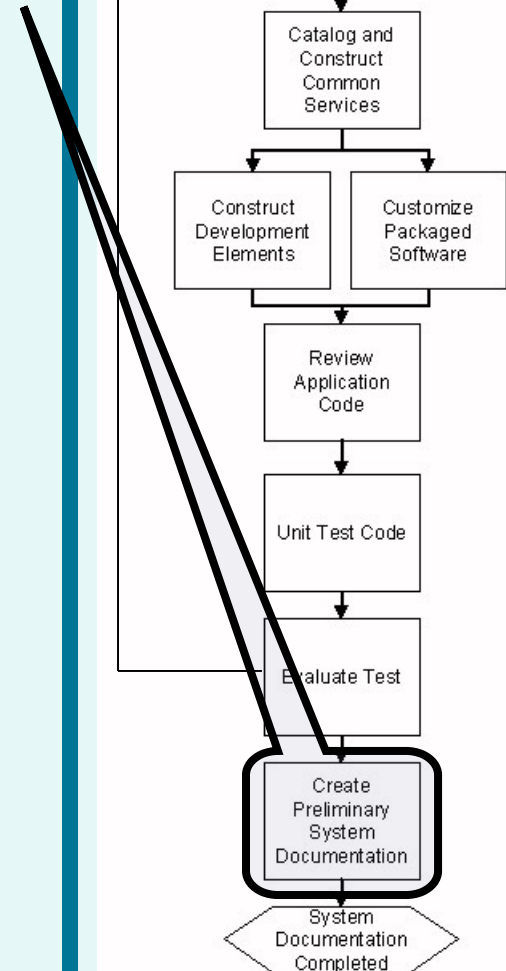 Catalog and
Construct
Common
Services
Construct
Development
Elements
Customize
Packaged
Software
Review
Application
Code
Unit Test Code
Evaluate Test
Create
Preliminary
System
Documentation
System
Documentation
Completed